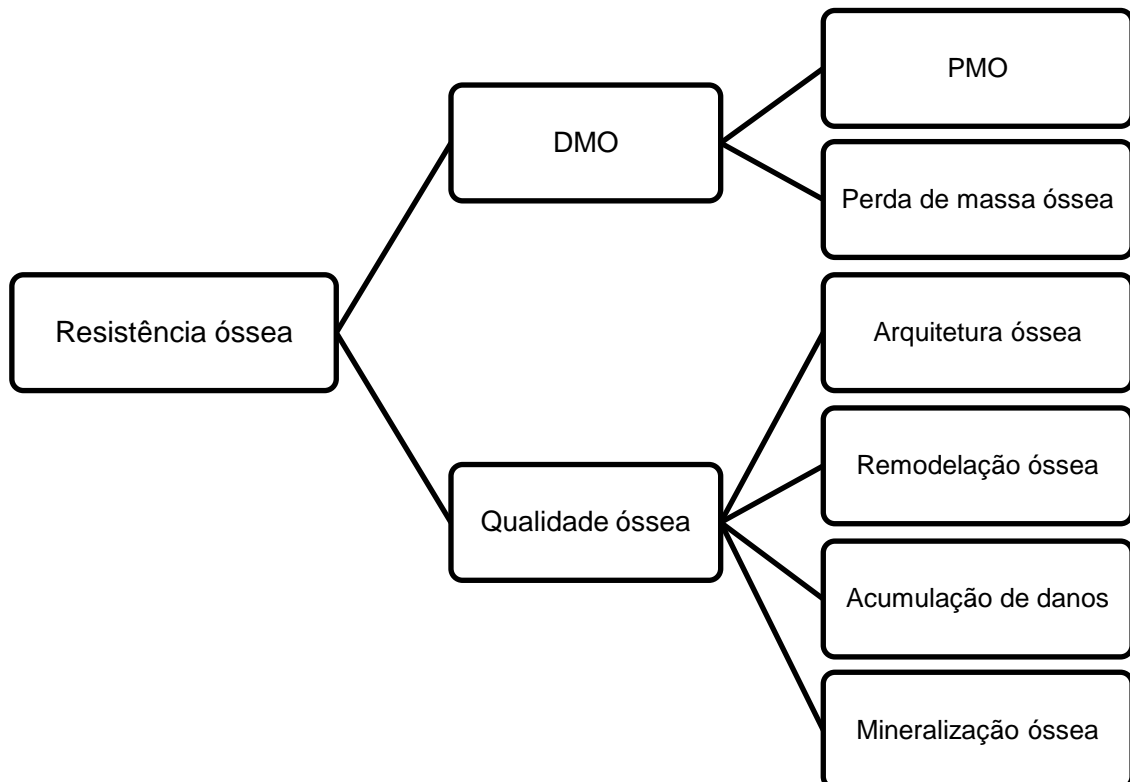 PMO
DMO
Perda de massa óssea
Resistência óssea
Arquitetura óssea
Remodelação óssea
Qualidade óssea
Acumulação de danos
Mineralização óssea